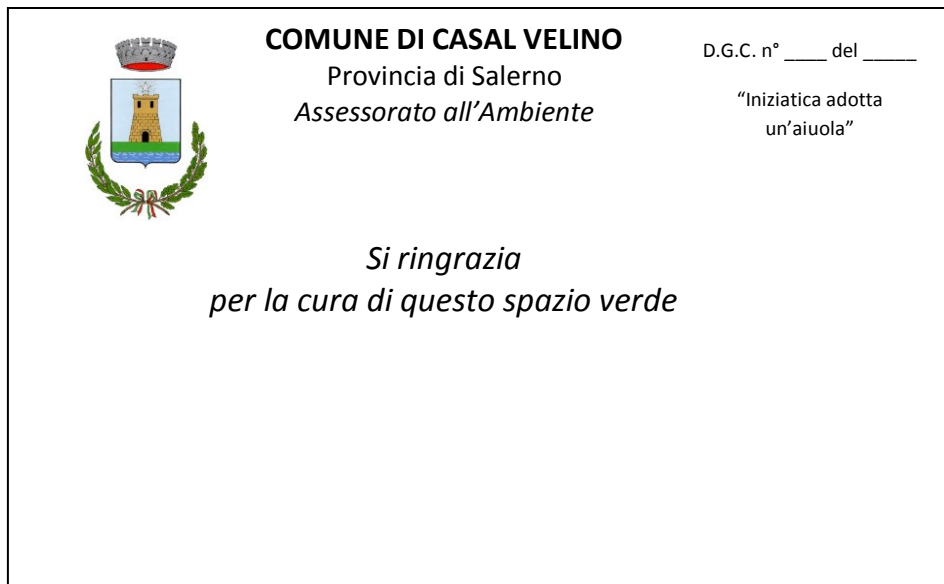 COMUNE DI CASAL VELINO
Provincia di Salerno
Assessorato all’Ambiente
D.G.C. n° ____ del _____
“Iniziatica adotta
un’aiuola”
Si ringrazia
per la cura di questo spazio verde